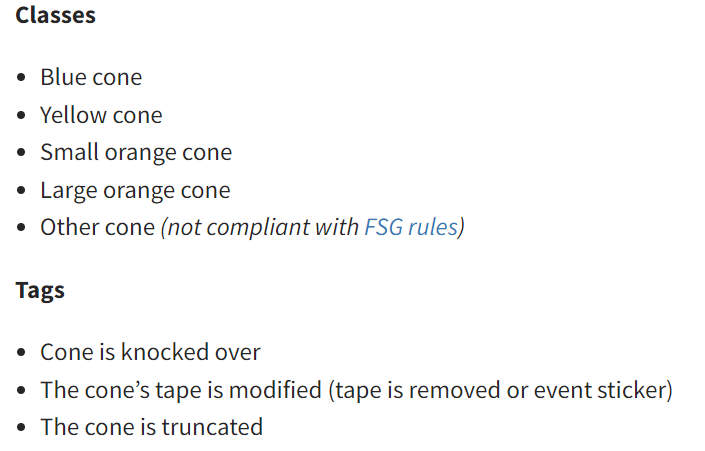 Classes
• Blue cone
• Yellow cone
• Small orange cone
• Large orange cone
• Other cone (not compliant with FSG rules)
Tags
• Cone is knocked over
• The cone’s tape is modified (tape is removed or event sticker)
• The cone is truncated